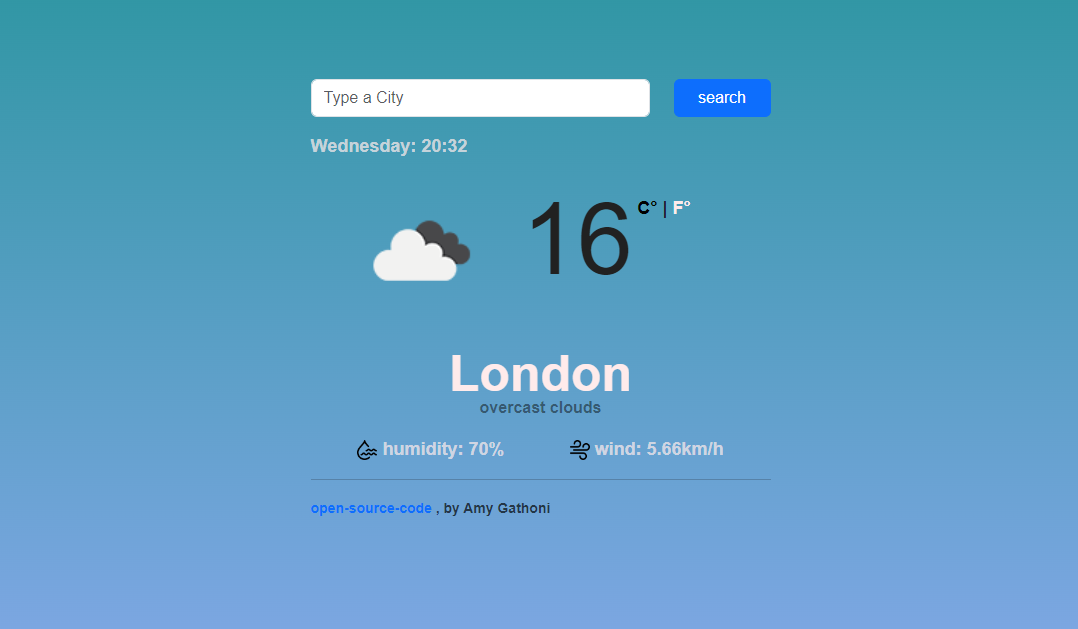 Type a City
search
Wednesday: 20:32
16 C° | F°
London
overcast clouds
humidity: 70%
wind: 5.66km/h
open-source-code , by Amy Gathoni